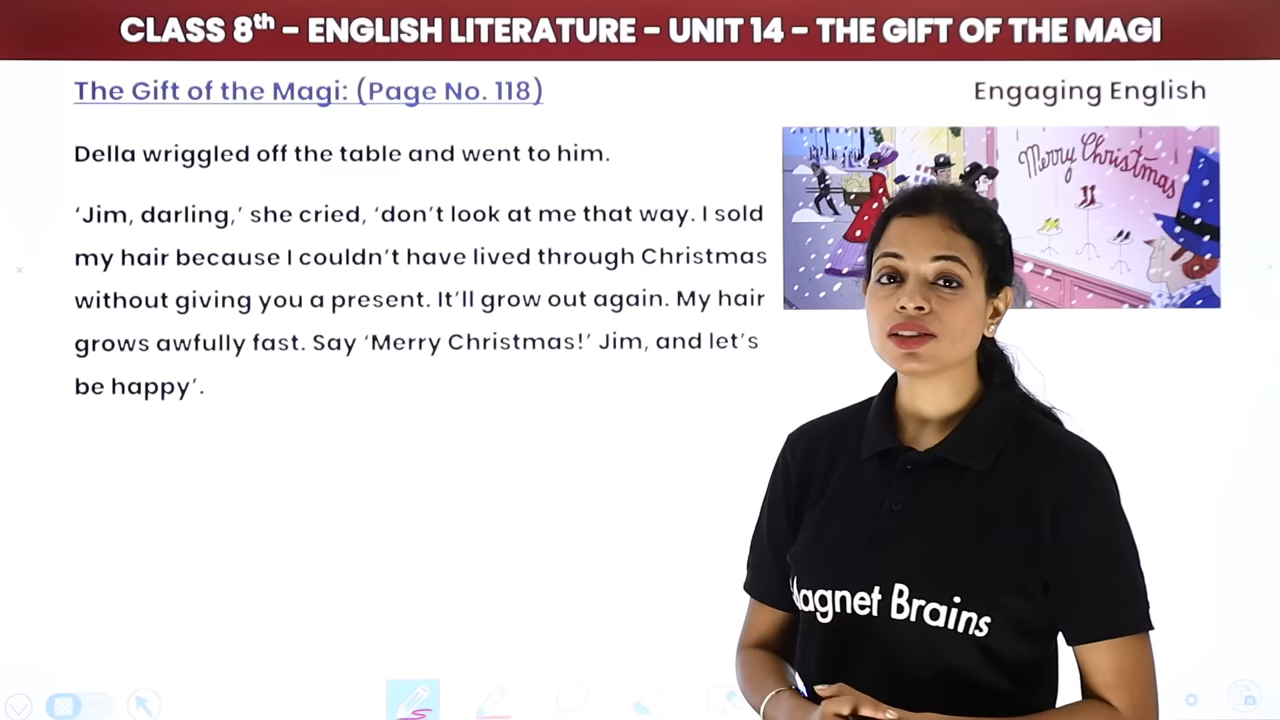 CLASS 8th – ENGLISH LITERATURE – UNIT 14 – THE GIFT OF THE MAGI
The Gift of the Magi: (Page No. 118)
Engaging English
Della wriggled off the table and went to him.
‘Jim, darling,’ she cried, ‘don’t look at me that way. I sold
my hair because I couldn’t have lived through Christmas
without giving you a present. It’ll grow out again. My hair
grows awfully fast. Say ‘Merry Christmas!’ Jim, and let’s
be happy’.
Merry Christmas
Magnet Brains